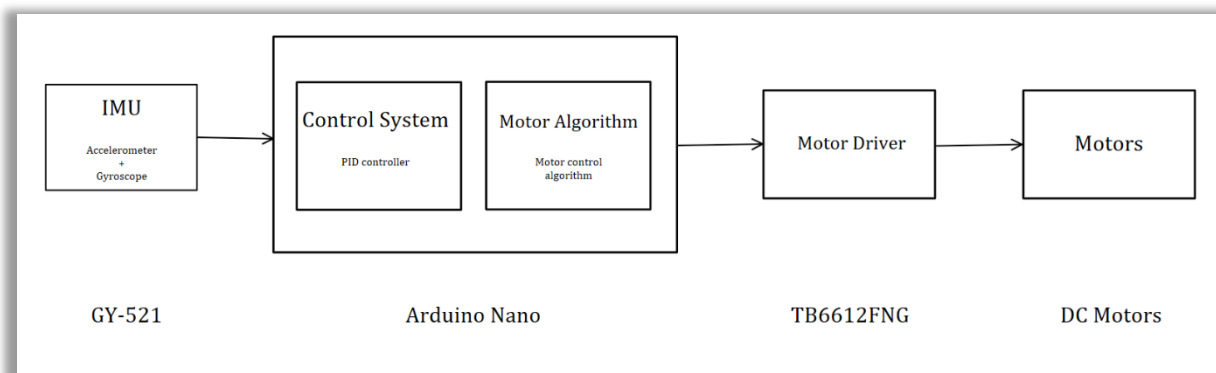 IMU
Accelerometer
+
Gyroscope
Control System
PID controller
Motor Algorithm
Motor control
algorithm
Motor Driver
Motors
GY-521
Arduino Nano
TB6612FNG
DC Motors